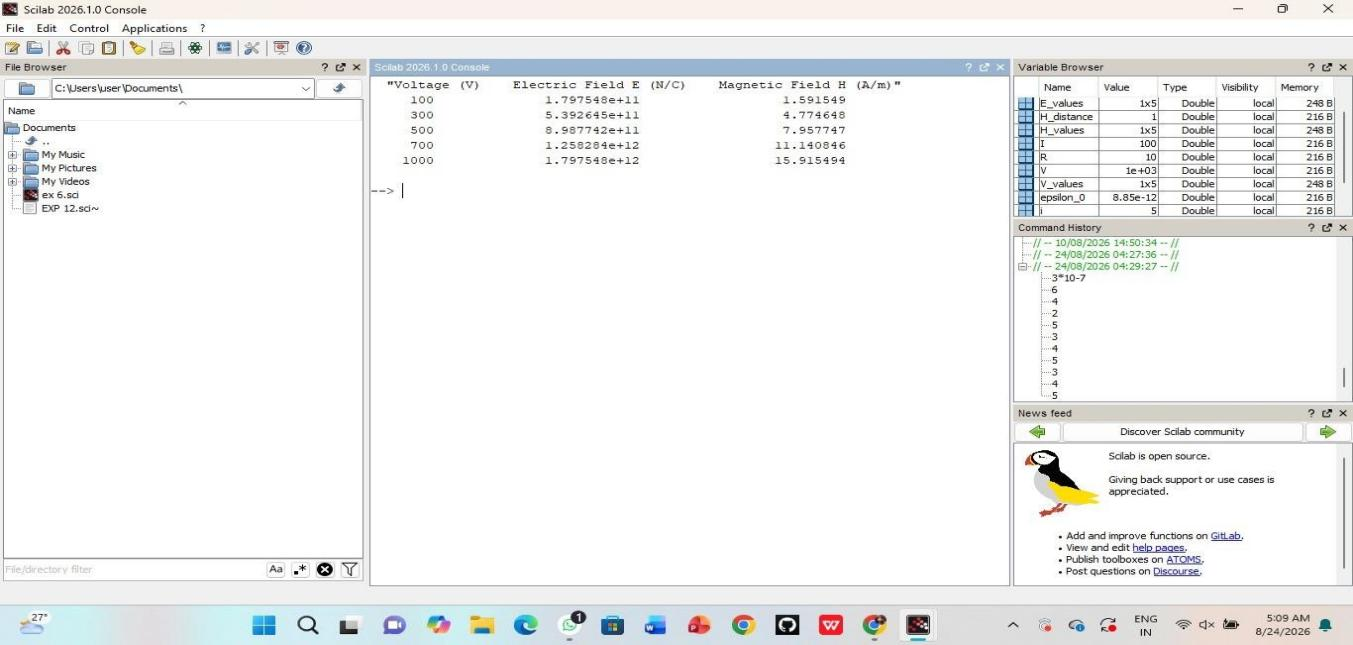 Scilab 2026.1.0 Console
File Edit Control Applications ?
File Browser ? ×
C:\Users\user\Documents\
Name
Documents
..
My Music
My Pictures
My Videos
ex 6.sci
EXP 12.sci~
File/directory filter
Aa .*
Scilab 2026.1.0 Console ? ×
"Voltage (V) Electric Field E (N/C) Magnetic Field H (A/m)"
100 1.797548e+11 1.591549
300 5.392645e+11 4.774648
500 8.987742e+11 7.957747
700 1.258284e+12 11.140846
1000 1.797548e+12 15.915494
-->
Variable Browser ? ×
Name Value Type Visibility Memory
E_values 1x5 Double local 248 B
H_distance 1 Double local 216 B
H_values 1x5 Double local 248 B
I 100 Double local 216 B
R 10 Double local 216 B
V 1e+03 Double local 216 B
V_values 1x5 Double local 248 B
epsilon_0 8.85e-12 Double local 216 B
i 5 Double local 216 B
Command History ? ×
// -- 10/08/2026 14:50:34 -- //
// -- 24/08/2026 04:27:36 -- //
// -- 24/08/2026 04:29:27 -- //
3*10-7
6
4
2
5
3
4
5
3
4
5
News feed ? ×
Discover Scilab community
Scilab is open source.
Giving back support or use cases is
appreciated.
• Add and improve functions on GitLab.
• View and edit help pages.
• Publish toolboxes on ATOMS.
• Post questions on Discourse.
27°
1
W
W
ENG
IN
5:09 AM
8/24/2026